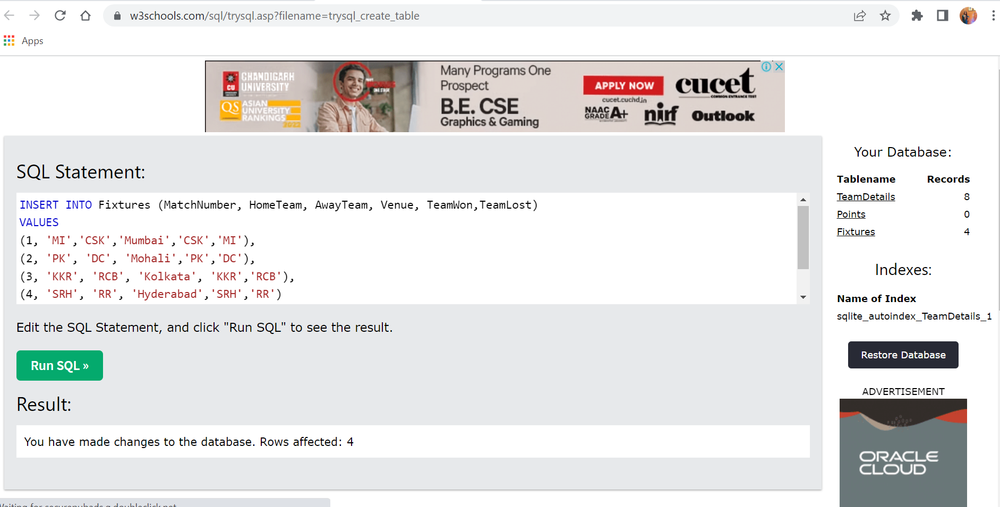 w3schools.com/sql/trysql.asp?filename=trysql_create_table
Apps
CHANDIGARH
UNIVERSITY
CU
QS ASIAN
UNIVERSITY
RANKINGS
2022
Many Programs One
Prospect
B.E. CSE
Graphics & Gaming
APPLY NOW
cucet.cuchd.in
NAAC
GRADE A+
nirf
cucet
COMMON ENTRANCE TEST
Outlook
SQL Statement:
INSERT INTO Fixtures (MatchNumber, HomeTeam, AwayTeam, Venue, TeamWon,TeamLost)
VALUES
(1, 'MI','CSK','Mumbai','CSK','MI'),
(2, 'PK', 'DC', 'Mohali','PK','DC'),
(3, 'KKR', 'RCB', 'Kolkata', 'KKR','RCB'),
(4, 'SRH', 'RR', 'Hyderabad','SRH','RR')
Edit the SQL Statement, and click "Run SQL" to see the result.
Run SQL »
Result:
You have made changes to the database. Rows affected: 4
Your Database:
Tablename Records
TeamDetails 8
Points 0
Fixtures 4
Indexes:
Name of Index
sqlite_autoindex_TeamDetails_1
Restore Database
ADVERTISEMENT
ORACLE
CLOUD